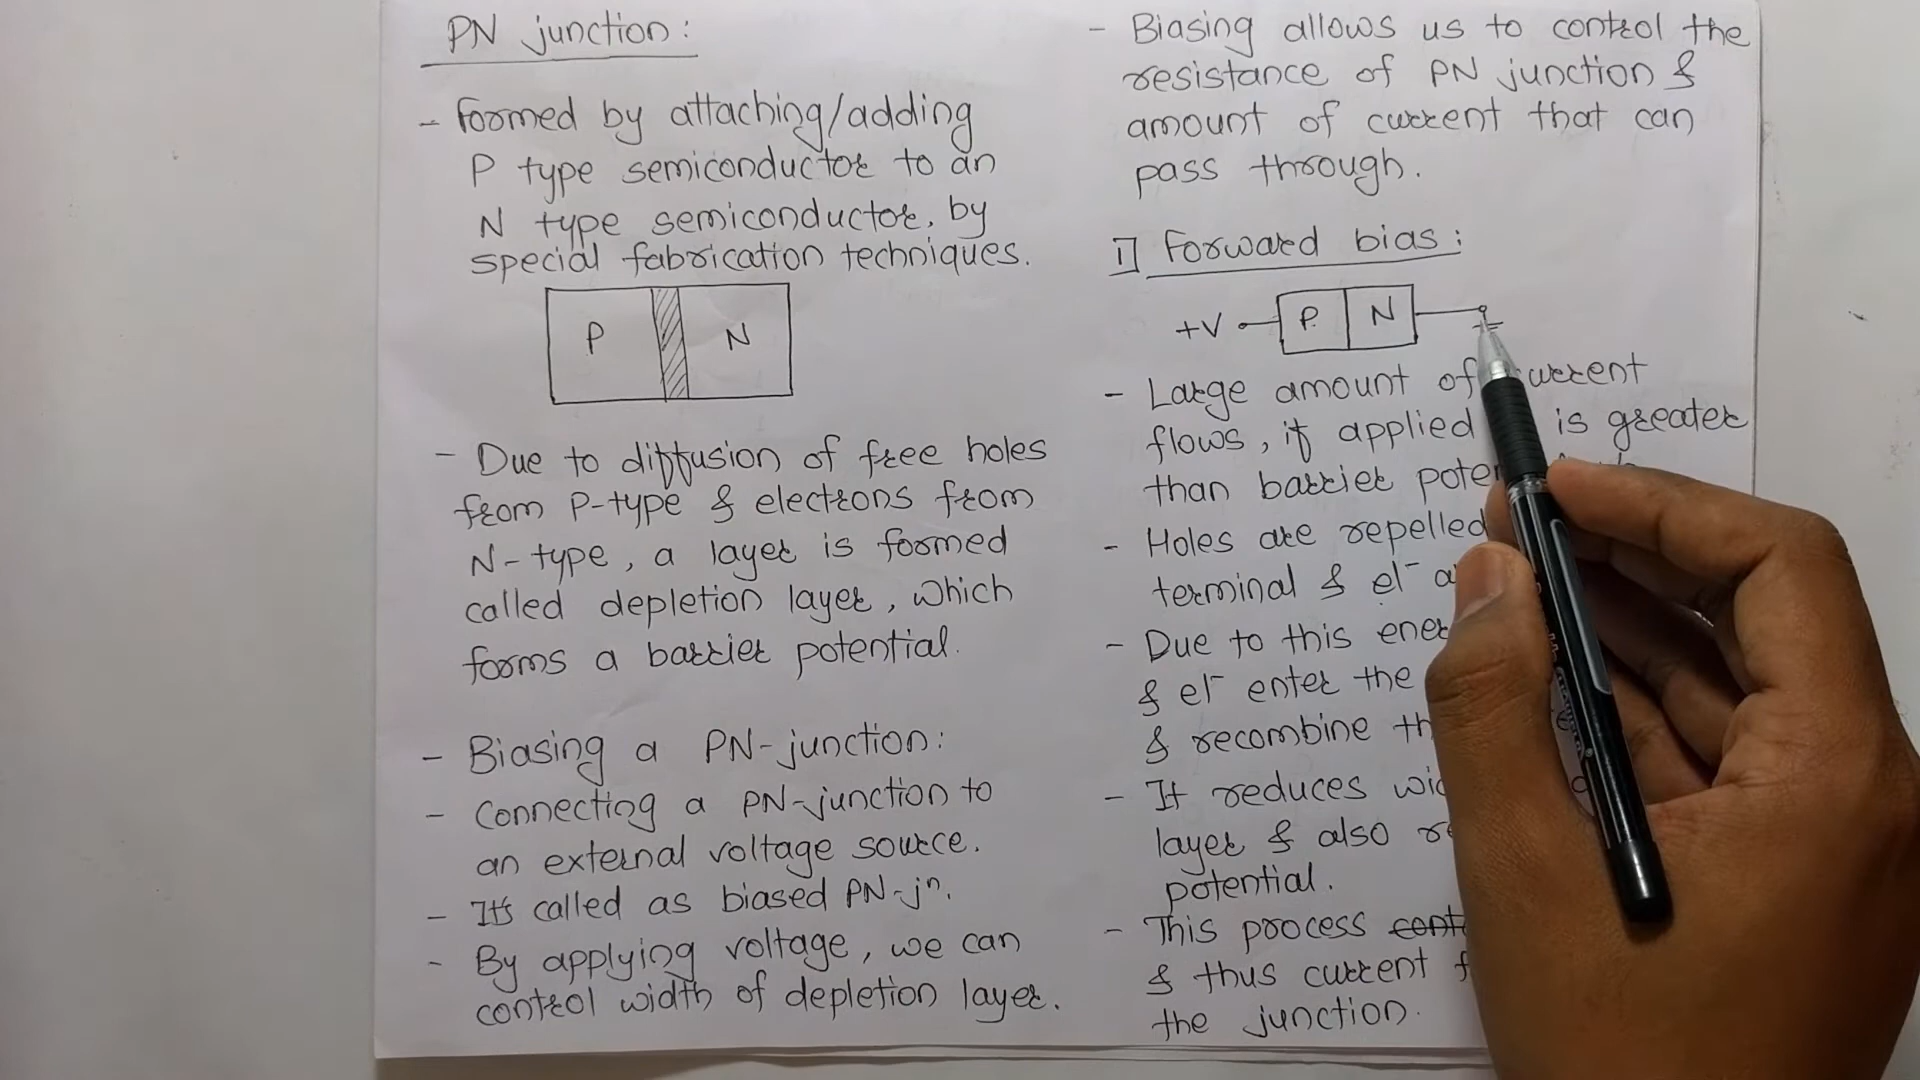 PN junction:
- Formed by attaching/adding
P type semiconductor to an
N type semiconductor, by
special fabrication techniques.
P N
- Due to diffusion of free holes
from P-type & electrons from
N-type, a layer is formed
called depletion layer, which
forms a barrier potential.
- Biasing a PN-junction:
- Connecting a PN-junction to
an external voltage source.
- It's called as biased PN-jⁿ.
- By applying voltage, we can
control width of depletion layer.
- Biasing allows us to control the
resistance of PN junction &
amount of current that can
pass through.
1] Forward bias:
+V P N
- Large amount of current
flows, if applied is greater
than barrier
- Holes are repelled
terminal & el⁻
- Due to this
& el⁻ enter the
& recombine
- It reduces
layer & also
potential.
- This process
& thus current
the junction.